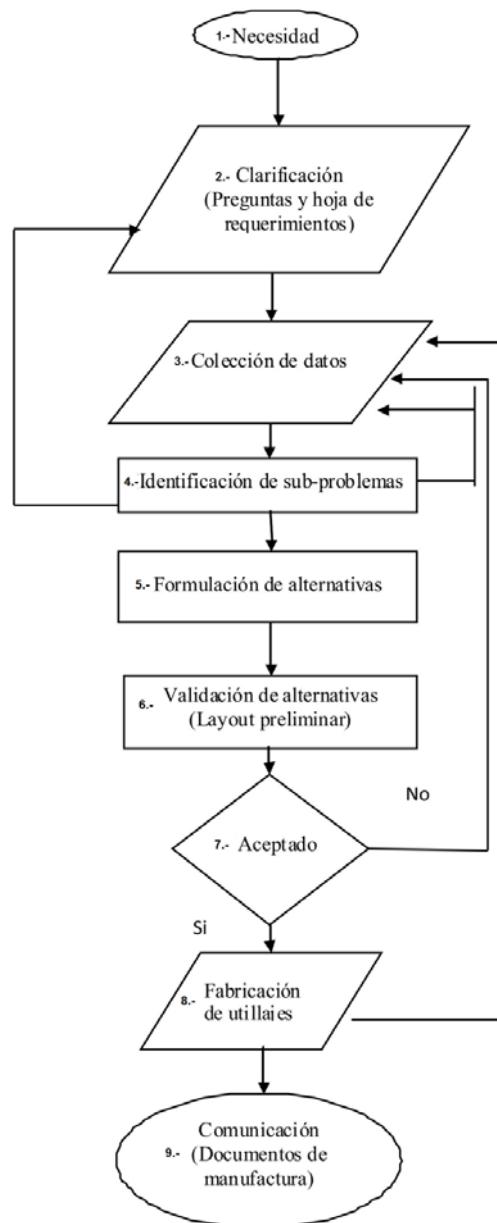 1.- Necesidad
2.- Clarificación
(Preguntas y hoja de
requerimientos)
3.- Colección de datos
4.-Identificación de sub-problemas
5.- Formulación de alternativas
6.- Validación de alternativas
(Layout preliminar)
No
7.- Aceptado
Si
8.- Fabricación
de utillajes
Comunicación
9.- (Documentos de
manufactura)